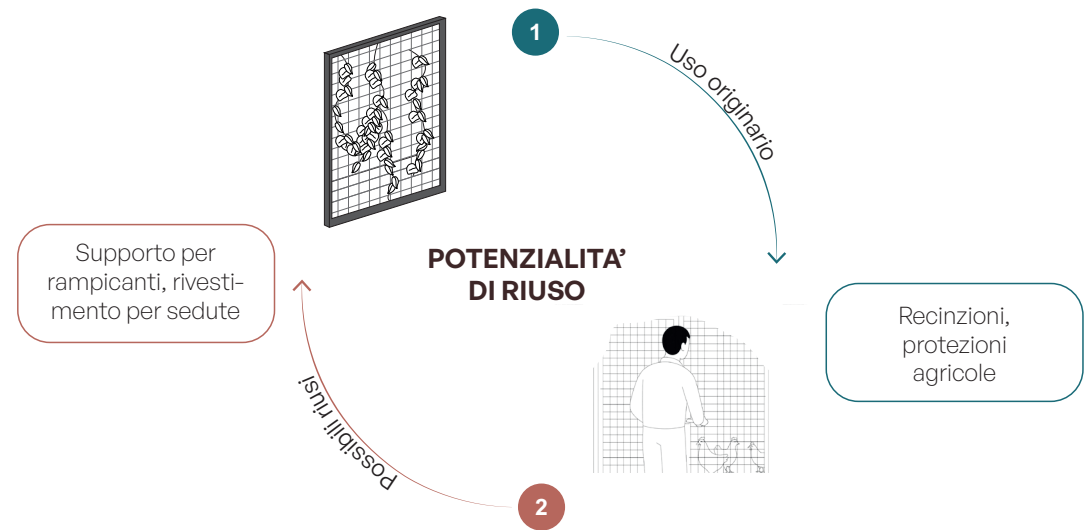 1
Uso originario
Supporto per
rampicanti, rivesti-
mento per sedute
POTENZIALITA’
DI RIUSO
Recinzioni,
protezioni
agricole
Possibili riusi
2